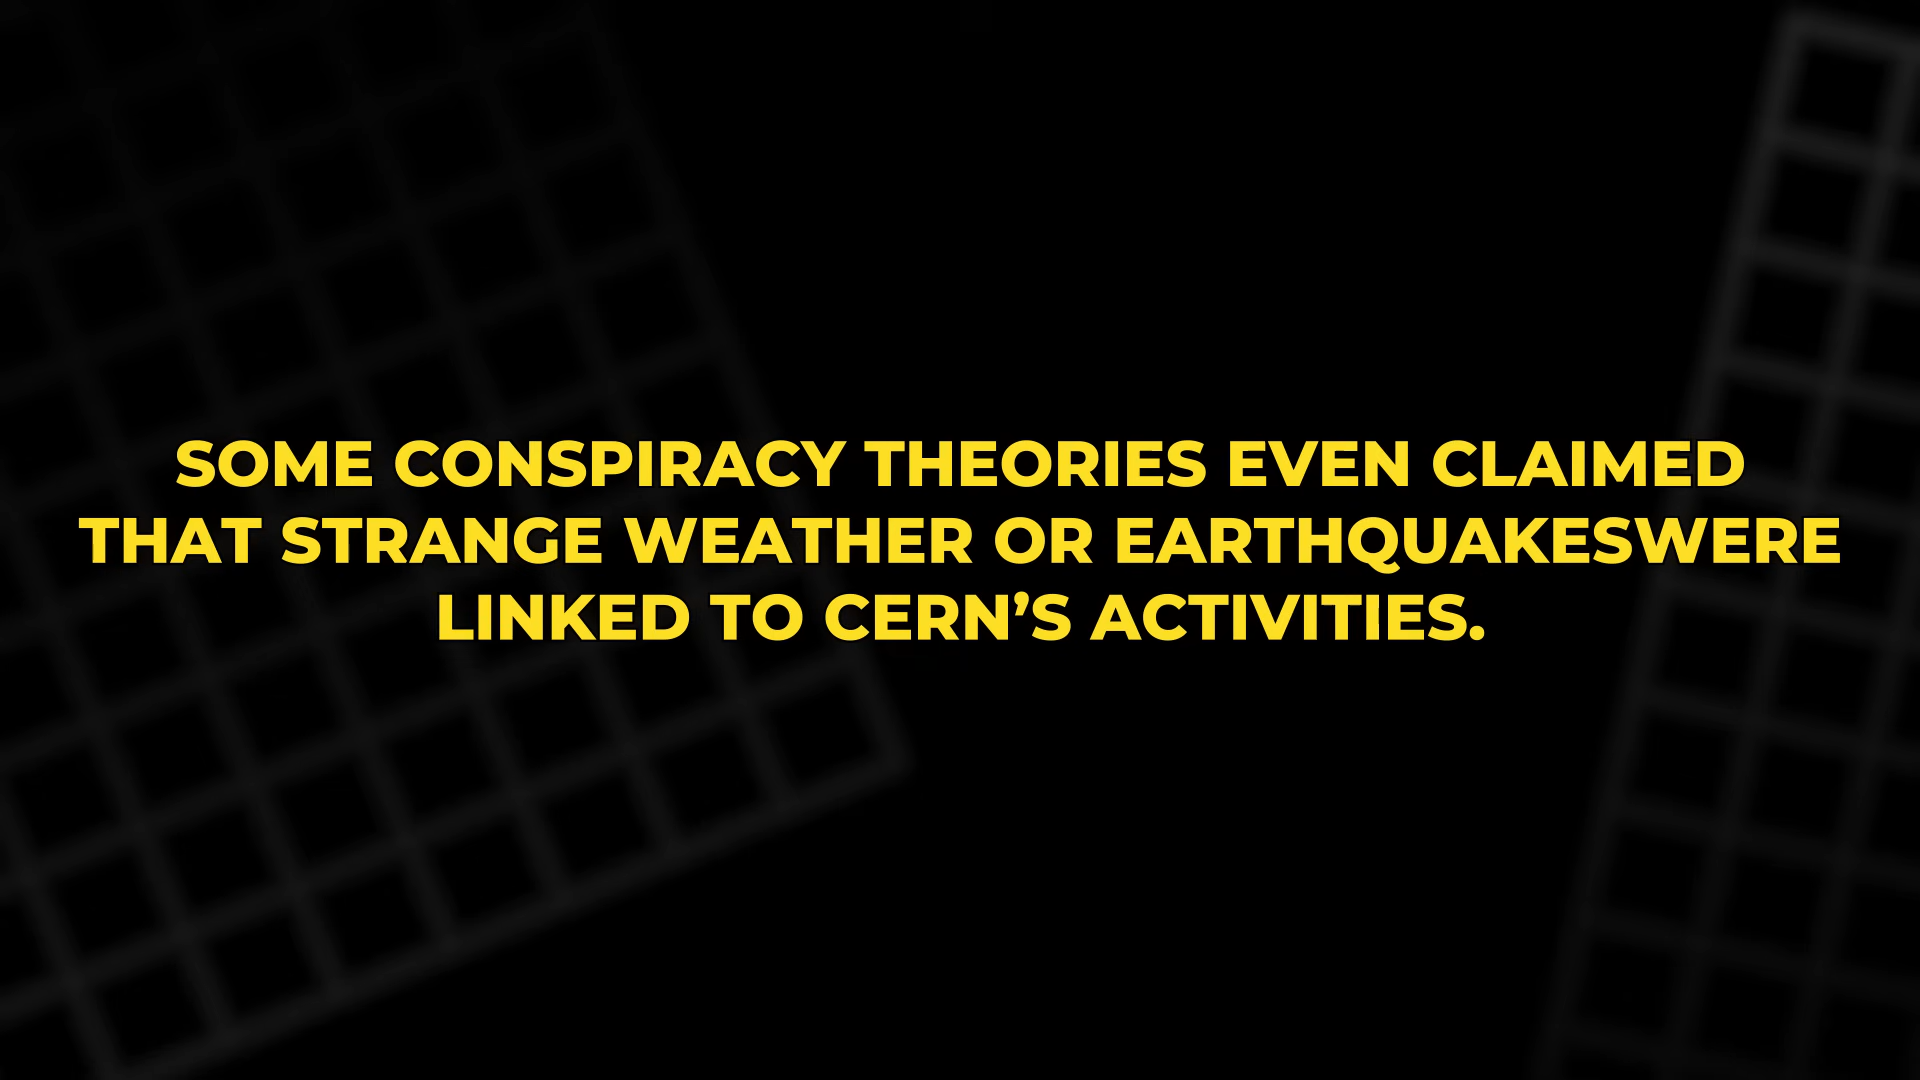 SOME CONSPIRACY THEORIES EVEN CLAIMED
THAT STRANGE WEATHER OR EARTHQUAKESWERE
LINKED TO CERN’S ACTIVITIES.